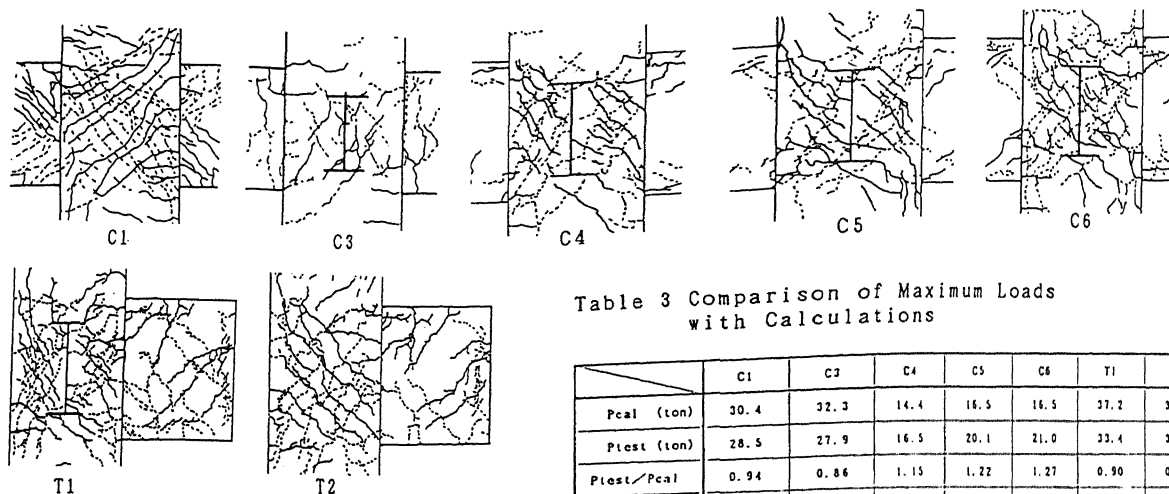 C1
C3
C4
C5
C6
T1
T2
Table 3 Comparison of Maximum Loads
with Calculations
C1 C3 C4 C5 C6 T1
Pcal (ton) 30.4 32.3 14.4 16.5 16.5 37.2 3
Ptest (ton) 28.5 27.9 16.5 20.1 21.0 33.4 3
Ptest/Pcal 0.94 0.86 1.15 1.22 1.27 0.90 0